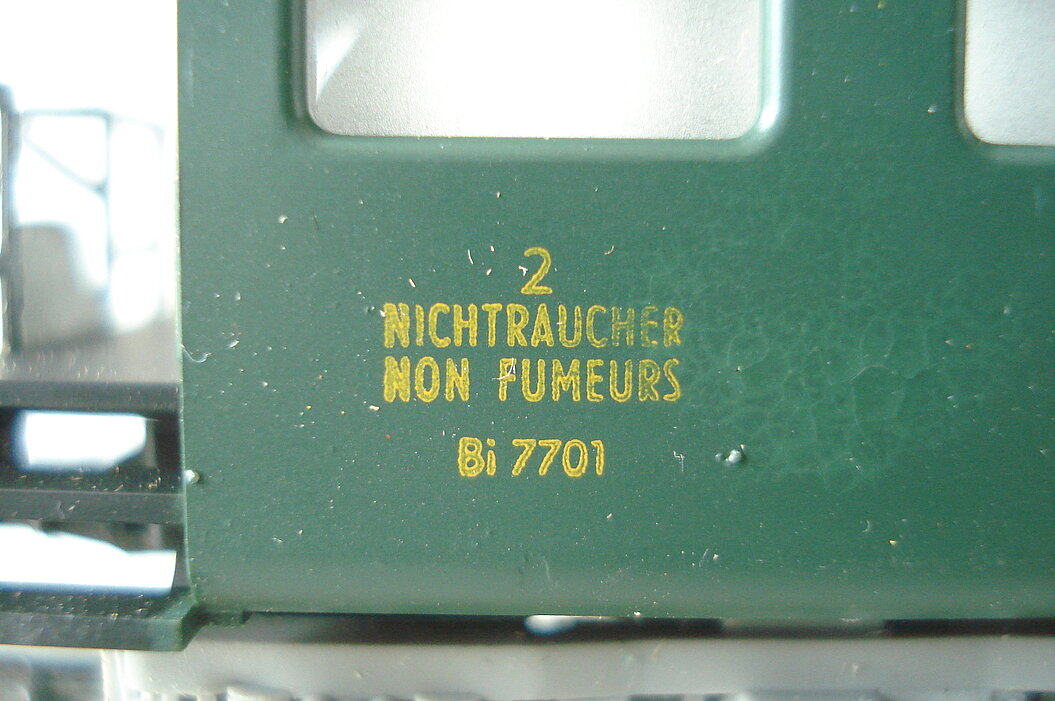 2
NICHTRAUCHER
NON FUMEURS
Bi 7701